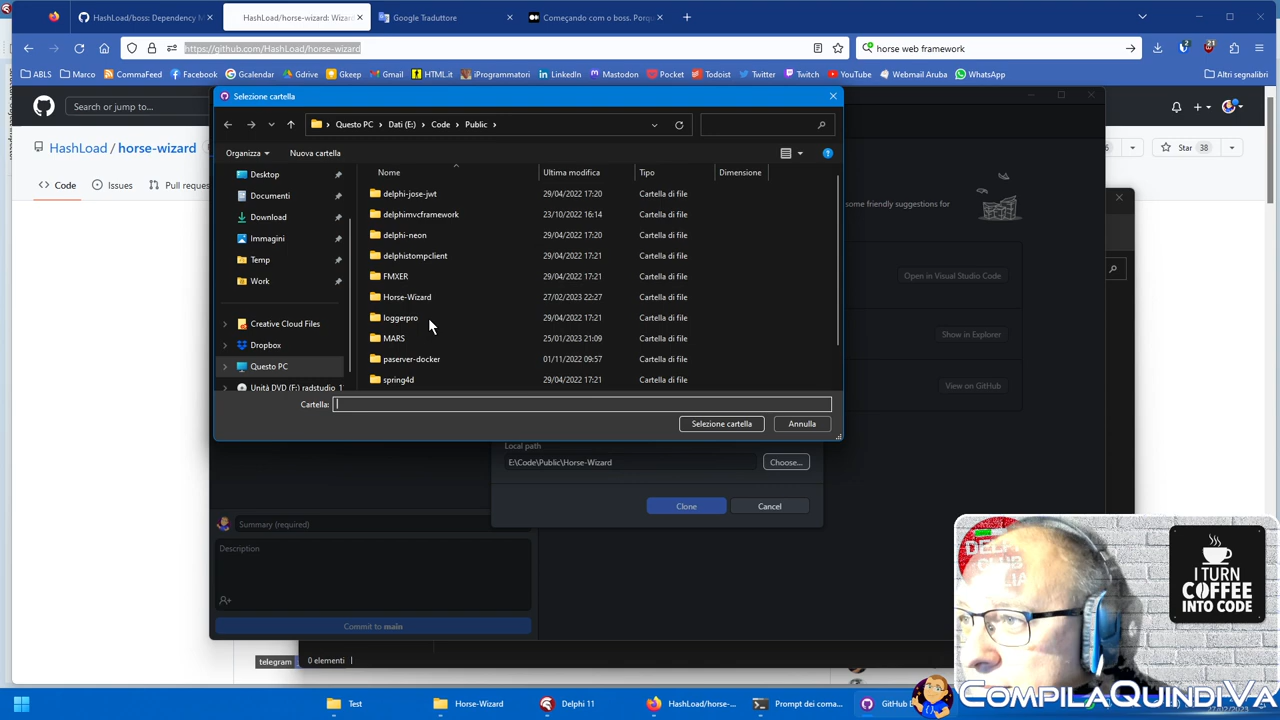 HashLoad/boss: Dependency M
HashLoad/horse-wizard: Wizard
Google Traduttore
Começando com o boss. Porqu
https://github.com/HashLoad/horse-wizard
horse web framework
ABLS
Marco
CommaFeed
Facebook
Gcalendar
Gdrive
Gkeep
Gmail
HTML.it
iProgrammatori
LinkedIn
Mastodon
Pocket
Todoist
Twitter
Twitch
YouTube
Webmail Aruba
WhatsApp
Altri segnalibri
Search or jump to...
HashLoad / horse-wizard
Star 38
Code
Issues
Pull reques
Selezione cartella
Questo PC
Dati (E:)
Code
Public
Organizza
Nuova cartella
Nome
Ultima modifica
Tipo
Dimensione
Desktop
Documenti
Download
Immagini
Temp
Work
Creative Cloud Files
Dropbox
Questo PC
Unità DVD (F:) radstudio_1
delphi-jose-jwt 29/04/2022 17:20 Cartella di file
delphimvcframework 23/10/2022 16:14 Cartella di file
delphi-neon 29/04/2022 17:20 Cartella di file
delphistompclient 29/04/2022 17:21 Cartella di file
FMXER 29/04/2022 17:21 Cartella di file
Horse-Wizard 27/02/2023 22:27 Cartella di file
loggerpro 29/04/2022 17:21 Cartella di file
MARS 25/01/2023 21:09 Cartella di file
paserver-docker 01/11/2022 09:57 Cartella di file
spring4d 29/04/2022 17:21 Cartella di file
Cartella:
Selezione cartella
Annulla
some friendly suggestions for
Open in Visual Studio Code
Show in Explorer
View on GitHub
Local path
E:\Code\Public\Horse-Wizard
Choose...
Clone
Cancel
Summary (required)
Description
Commit to main
telegram
0 elementi
I TURN
COFFEE
INTO CODE
COMPILAQUINDIVA
Test
Horse-Wizard
Delphi 11
HashLoad/horse-...
Prompt dei coma...